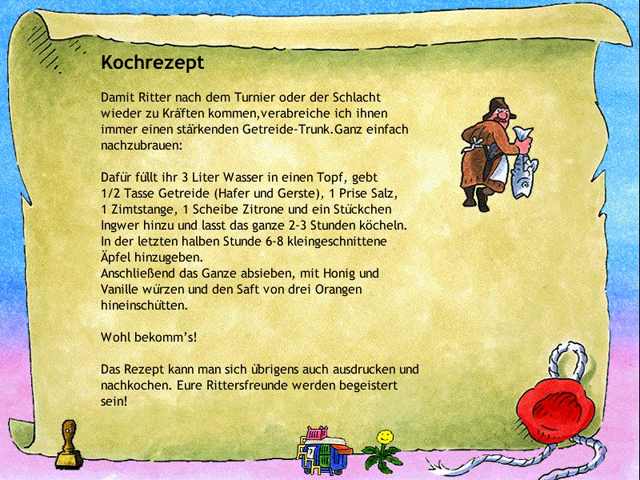 Kochrezept
Damit Ritter nach dem Turnier oder der Schlacht
wieder zu Kräften kommen,verabreiche ich ihnen
immer einen stärkenden Getreide-Trunk.Ganz einfach
nachzubrauen:
Dafür füllt ihr 3 Liter Wasser in einen Topf, gebt
1/2 Tasse Getreide (Hafer und Gerste), 1 Prise Salz,
1 Zimtstange, 1 Scheibe Zitrone und ein Stückchen
Ingwer hinzu und lasst das ganze 2-3 Stunden köcheln.
In der letzten halben Stunde 6-8 kleingeschnittene
Äpfel hinzugeben.
Anschließend das Ganze absieben, mit Honig und
Vanille würzen und den Saft von drei Orangen
hineinschütten.
Wohl bekomm's!
Das Rezept kann man sich übrigens auch ausdrucken und
nachkochen. Eure Rittersfreunde werden begeistert
sein!